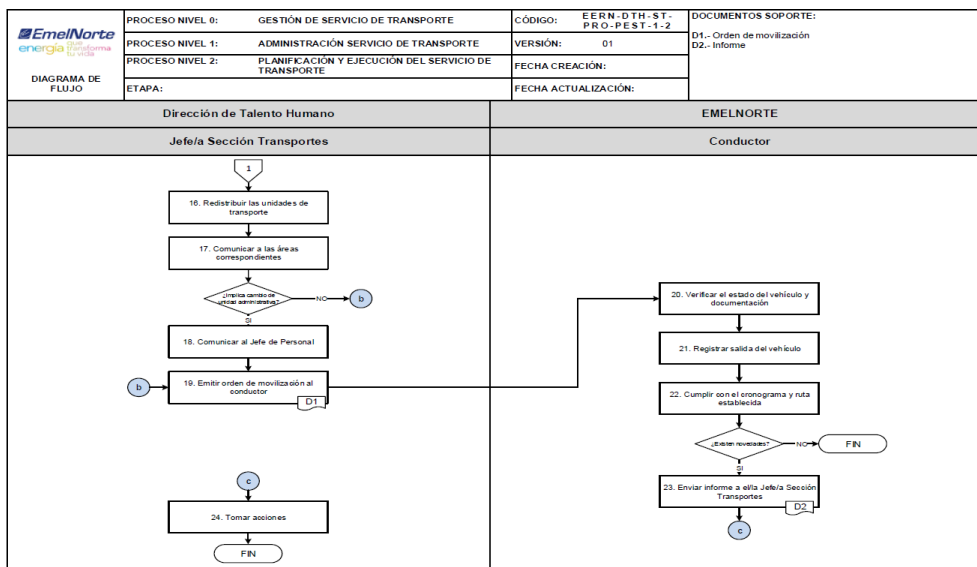 EmelNorte
energía que transforma tu vida
DIAGRAMA DE
FLUJO
PROCESO NIVEL 0: GESTIÓN DE SERVICIO DE TRANSPORTE
PROCESO NIVEL 1: ADMINISTRACIÓN SERVICIO DE TRANSPORTE
PROCESO NIVEL 2: PLANIFICACIÓN Y EJECUCIÓN DEL SERVICIO DE
TRANSPORTE
ETAPA:
CÓDIGO: EERN-DTH-ST-
PRO-PEST-1-2
VERSIÓN: 01
FECHA CREACIÓN:
FECHA ACTUALIZACIÓN:
DOCUMENTOS SOPORTE:
D1.- Orden de movilización
D2.- Informe
Dirección de Talento Humano
EMELNORTE
Jefe/a Sección Transportes
Conductor
1
16. Redistribuir las unidades de
transporte
17. Comunicar a las áreas
correspondientes
¿Implica cambio de
unidad administrativa?
NO
b
SI
18. Comunicar al Jefe de Personal
b
19. Emitir orden de movilización al
conductor
D1
20. Verificar el estado del vehículo y
documentación
21. Registrar salida del vehículo
22. Cumplir con el cronograma y ruta
establecida
¿Existen novedades?
NO
FIN
SI
23. Enviar informe a el/la Jefe/a Sección
Transportes
D2
c
c
24. Tomar acciones
FIN